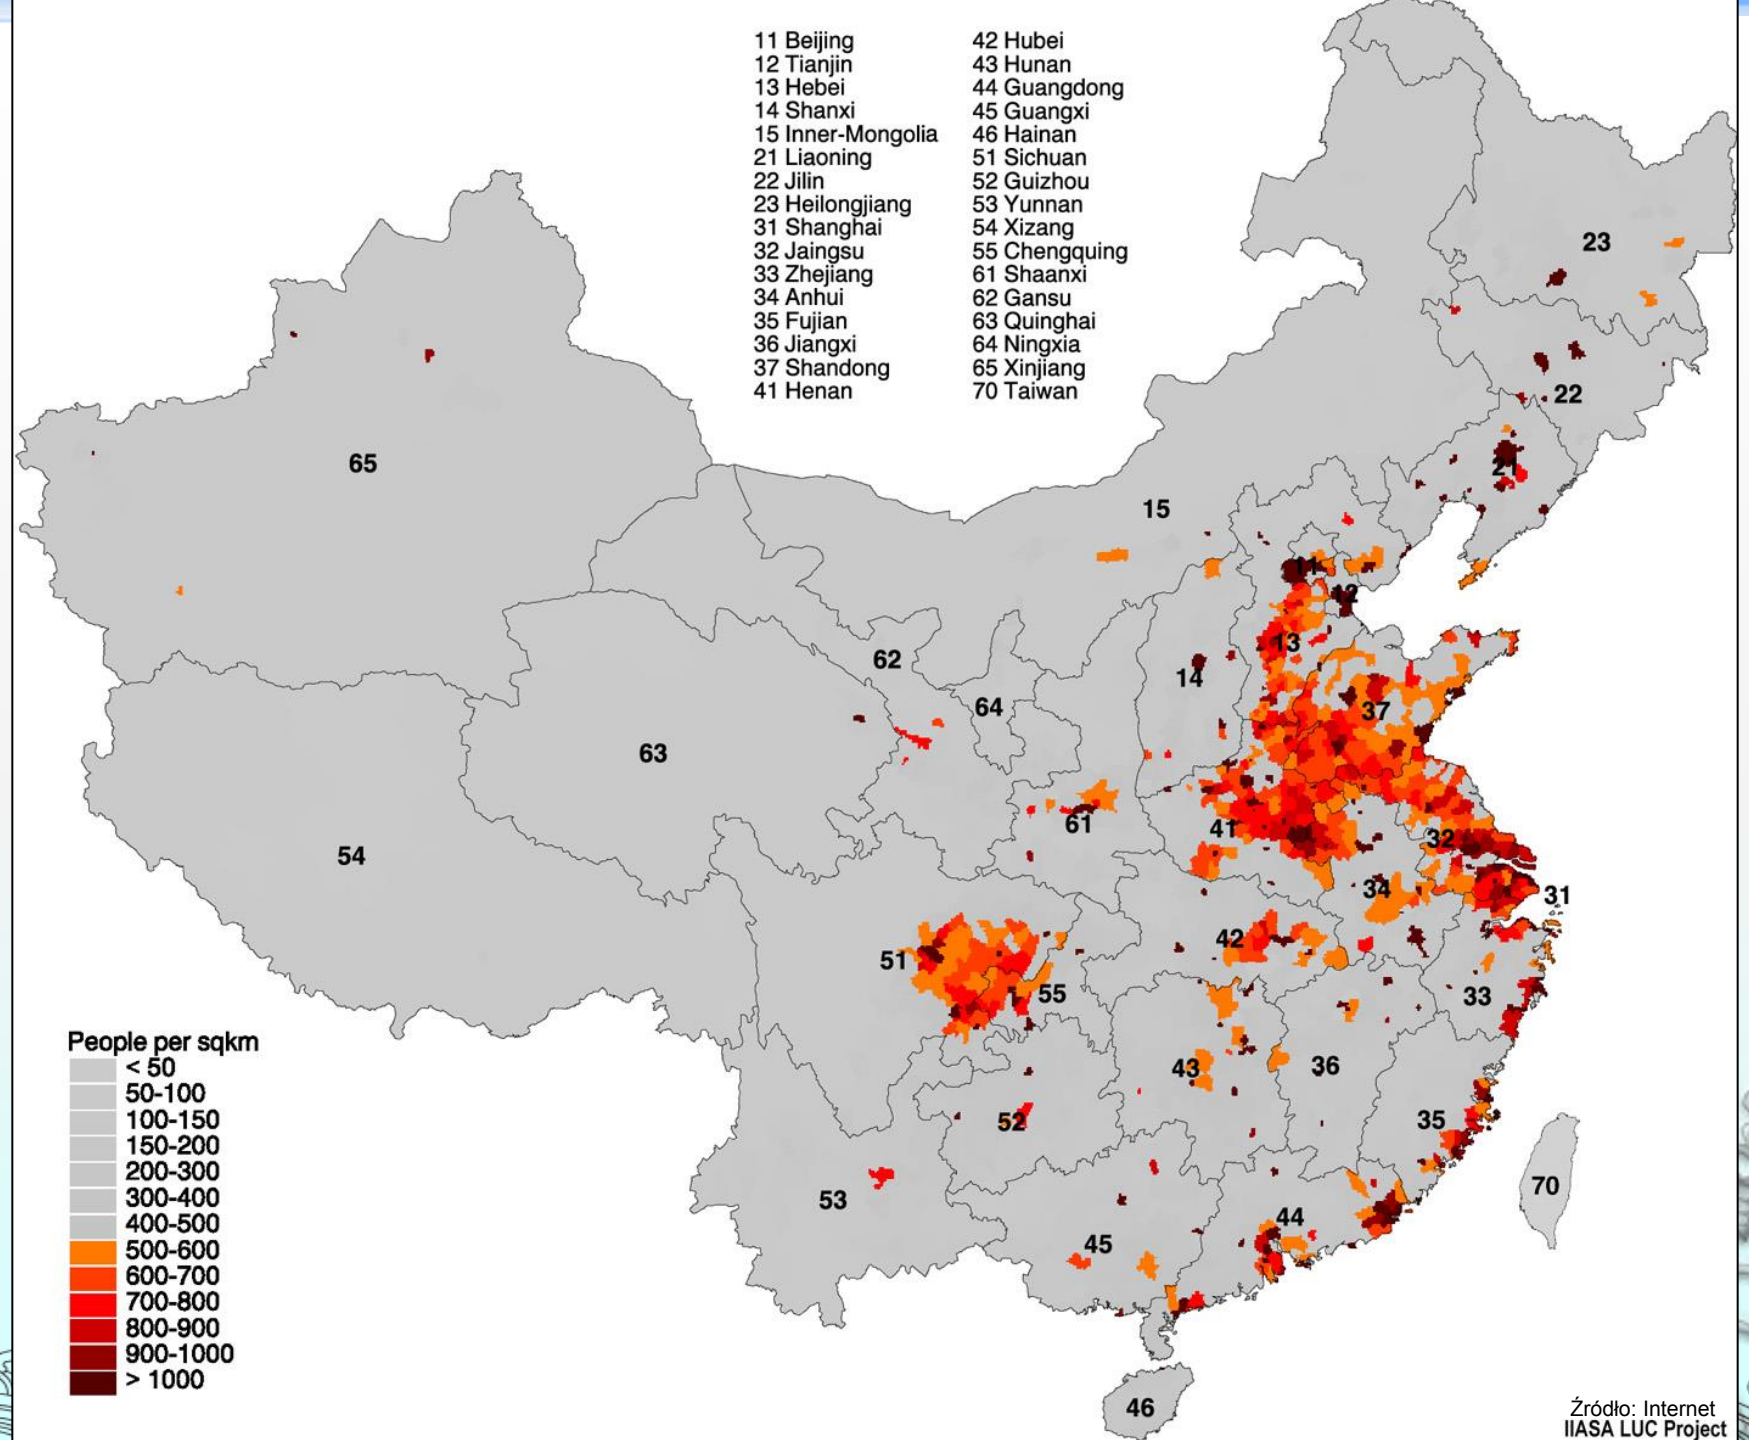 11 Beijing
12 Tianjin
13 Hebei
14 Shanxi
15 Inner-Mongolia
21 Liaoning
22 Jilin
23 Heilongjiang
31 Shanghai
32 Jaingsu
33 Zhejiang
34 Anhui
35 Fujian
36 Jiangxi
37 Shandong
41 Henan
42 Hubei
43 Hunan
44 Guangdong
45 Guangxi
46 Hainan
51 Sichuan
52 Guizhou
53 Yunnan
54 Xizang
55 Chengquing
61 Shaanxi
62 Gansu
63 Quinghai
64 Ningxia
65 Xinjiang
70 Taiwan
23
22
65
21
15
11
12
13
62
14
64
37
63
61
41
32
54
34
31
42
51
55
33
43
36
52
35
70
53
44
45
46
People per sqkm
< 50
50-100
100-150
150-200
200-300
300-400
400-500
500-600
600-700
700-800
800-900
900-1000
> 1000
Źródło: Internet
IIASA LUC Project